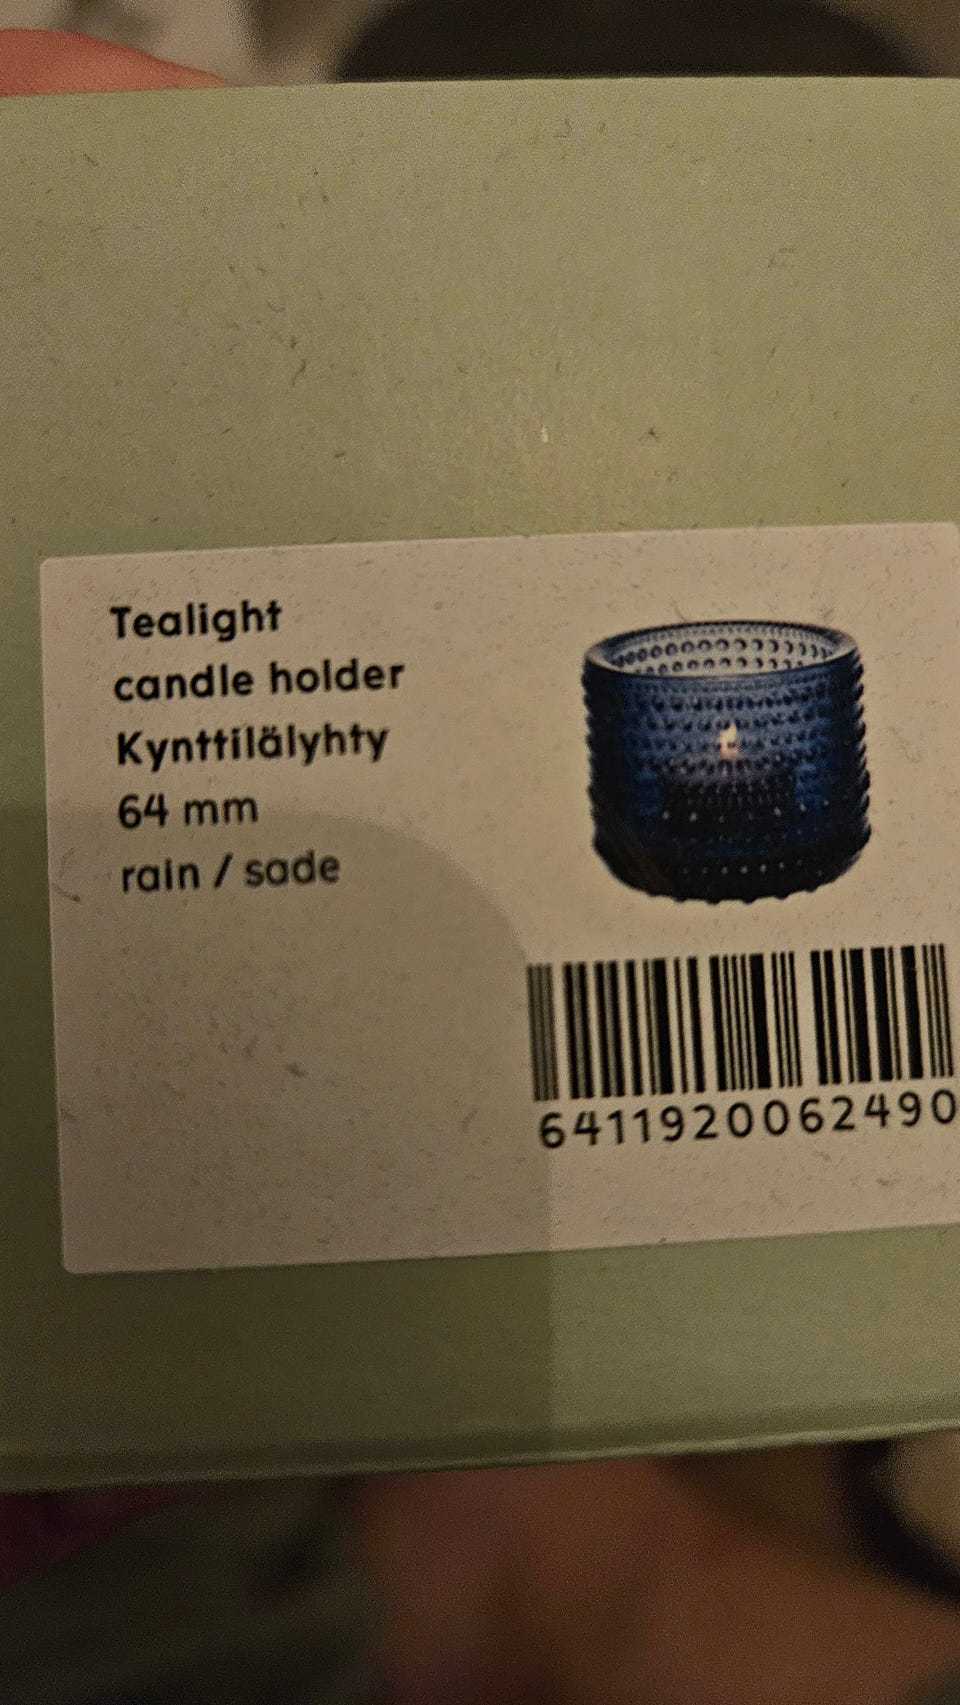 Tealight
candle holder
Kynttilälyhty
64 mm
rain / sade
6411920062490